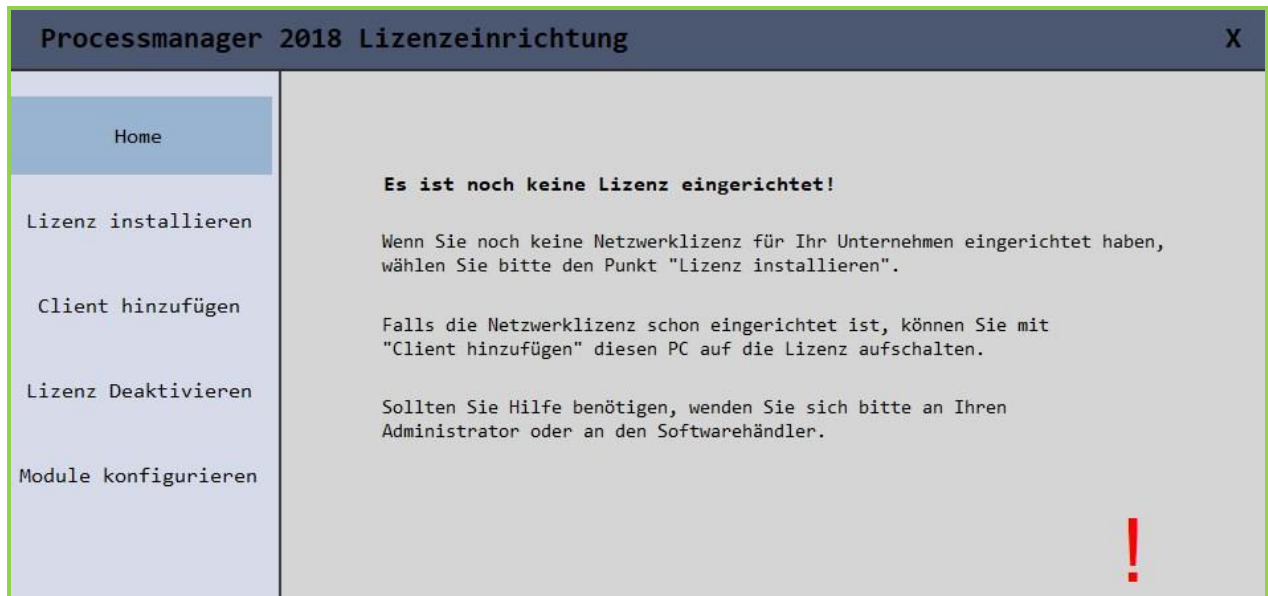 Processmanager 2018 Lizenzeinrichtung X
Home
Lizenz installieren
Client hinzufügen
Lizenz Deaktivieren
Module konfigurieren
Es ist noch keine Lizenz eingerichtet!
Wenn Sie noch keine Netzwerklizenz für Ihr Unternehmen eingerichtet haben,
wählen Sie bitte den Punkt "Lizenz installieren".
Falls die Netzwerklizenz schon eingerichtet ist, können Sie mit
"Client hinzufügen" diesen PC auf die Lizenz aufschalten.
Sollten Sie Hilfe benötigen, wenden Sie sich bitte an Ihren
Administrator oder an den Softwarehändler.
!